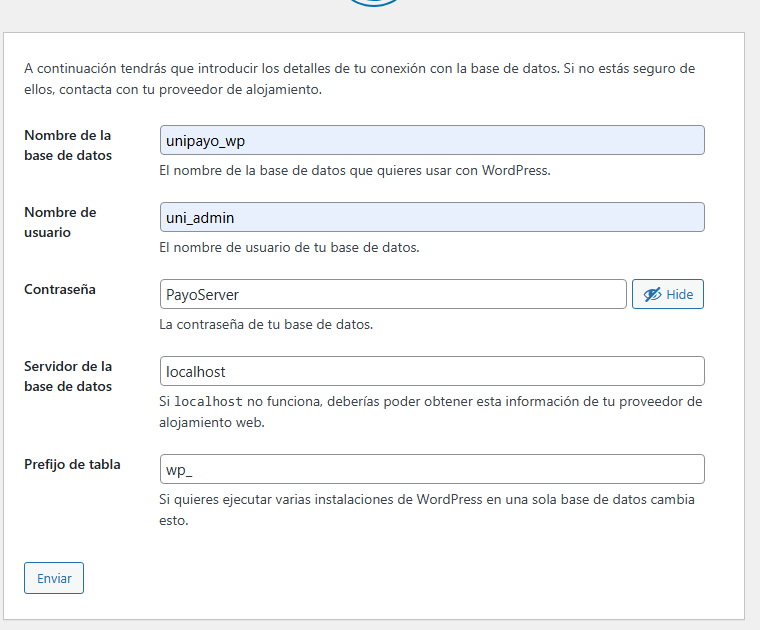 A continuación tendrás que introducir los detalles de tu conexión con la base de datos. Si no estás seguro de
ellos, contacta con tu proveedor de alojamiento.
Nombre de la
base de datos
unipayo_wp
El nombre de la base de datos que quieres usar con WordPress.
Nombre de
usuario
uni_admin
El nombre de usuario de tu base de datos.
Contraseña
PayoServer
Hide
La contraseña de tu base de datos.
Servidor de la
base de datos
localhost
Si localhost no funciona, deberías poder obtener esta información de tu proveedor de
alojamiento web.
Prefijo de tabla
wp_
Si quieres ejecutar varias instalaciones de WordPress en una sola base de datos cambia
esto.
Enviar